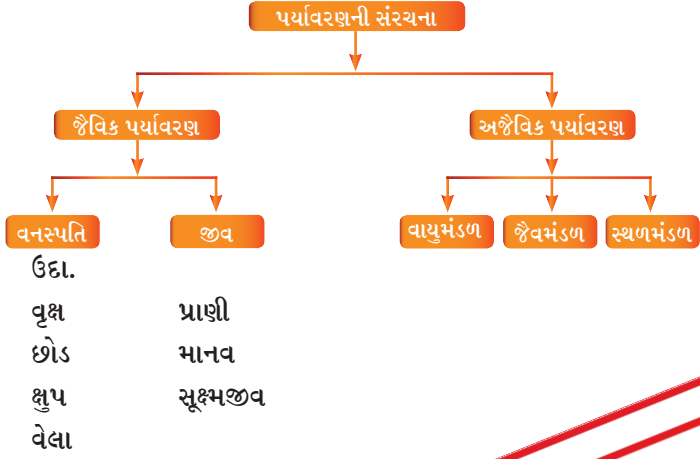 પર્યાવરણની સંરચના
જૈવિક પર્યાવરણ અજૈવિક પર્યાવરણ
વનસ્પતિ જીવ વાયુમંડળ જૈવમંડળ સ્થળમંડળ
ઉદા.
વૃક્ષ પ્રાણી
છોડ માનવ
ક્ષુપ સૂક્ષ્મજીવ
વેલા